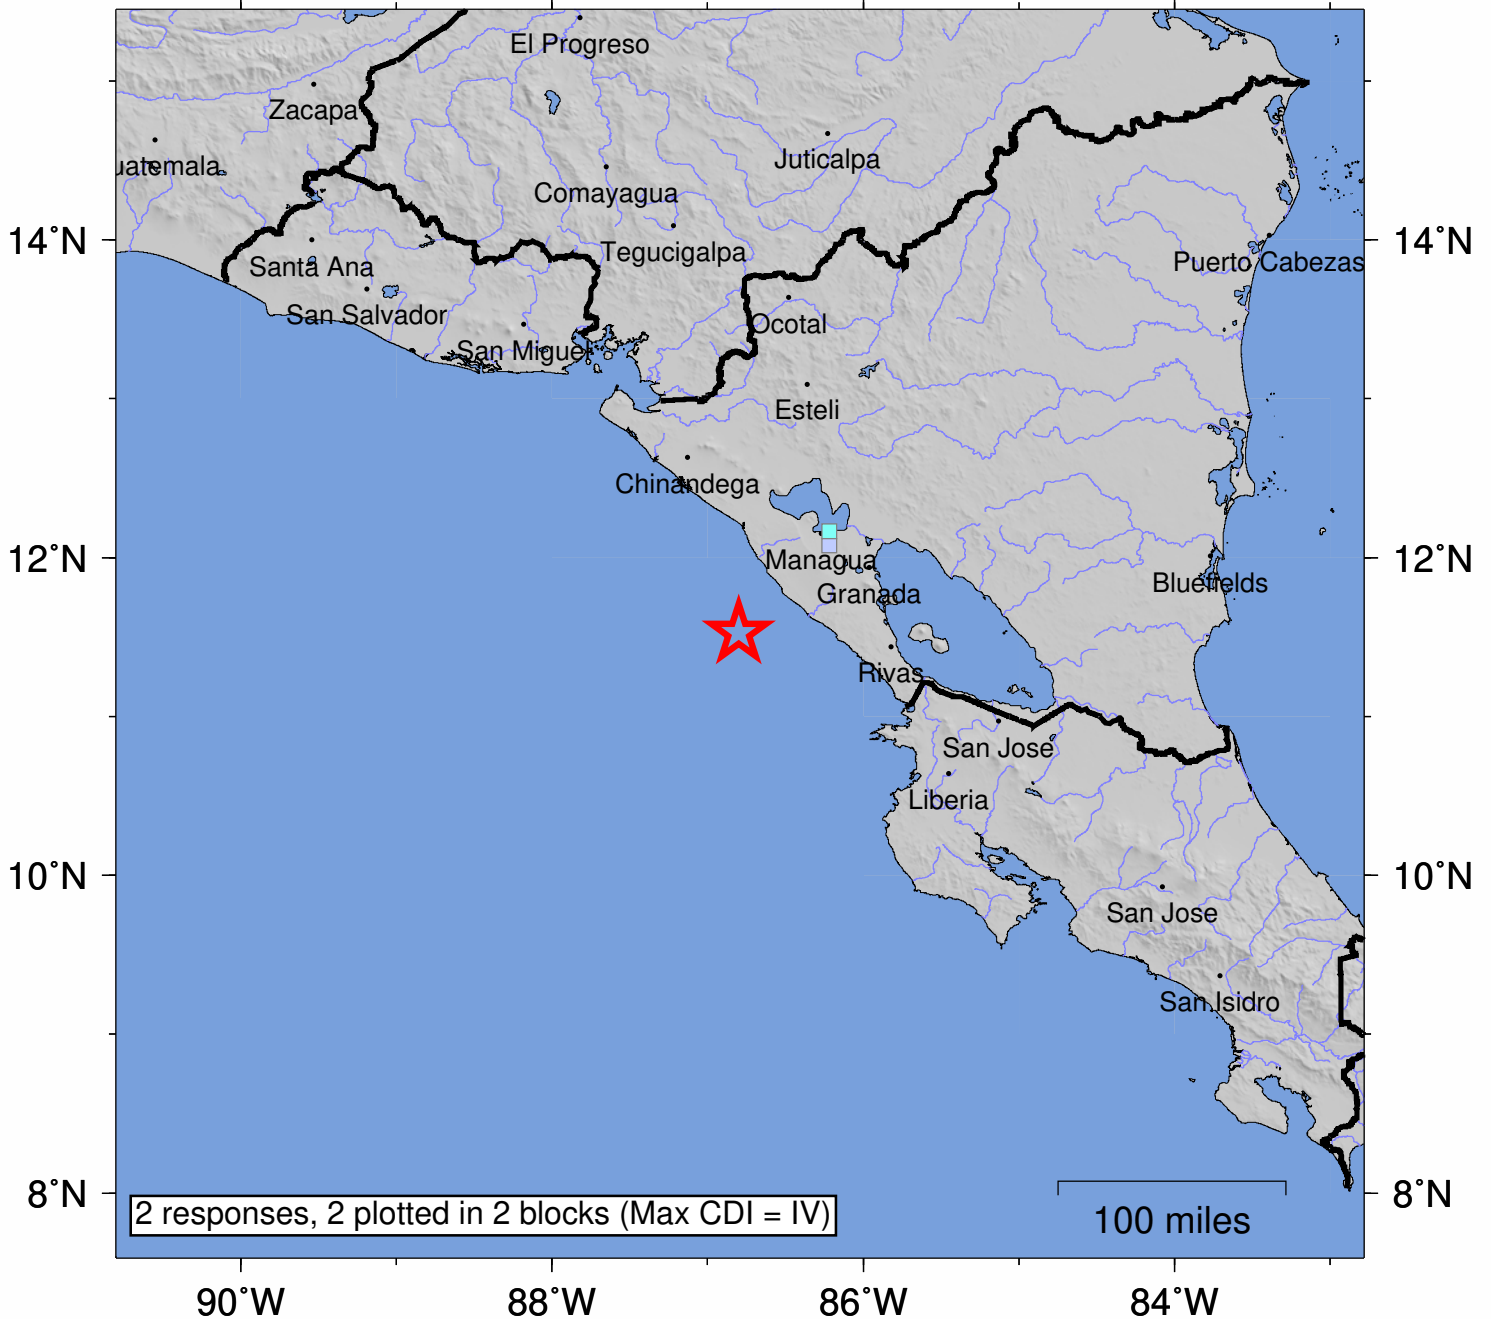 El Progreso
Zacapa
uatemala
Juticalpa
Comayagua
14°N
Tegucigalpa
14°N
Santa Ana
Puerto Cabezas
San Salvador
Ocotal
San Miguel
Esteli
Chinandega
12°N
Managua
12°N
Bluefields
Granada
Rivas
San Jose
Liberia
10°N
10°N
San Jose
San Isidro
8°N
8°N
2 responses, 2 plotted in 2 blocks (Max CDI = IV)
100 miles
90°W
88°W
86°W
84°W